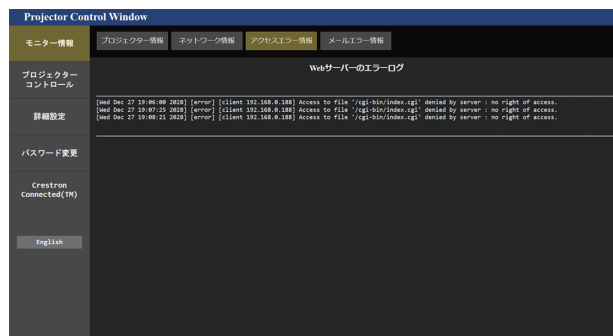 Projector Control Window
モニター情報
プロジェクター
コントロール
詳細設定
パスワード変更
Crestron
Connected(TM)
English
プロジェクタ情報 ネットワーク情報 アクセスエラー情報 メールエラー情報
Webサーバーのエラーログ
[Wed Dec 27 19:06:00 2028] [error] [client 192.168.0.188] Access to file '/cgi-bin/index.cgi' denied by server : no right of access.
[Wed Dec 27 19:07:25 2028] [error] [client 192.168.0.188] Access to file '/cgi-bin/index.cgi' denied by server : no right of access.
[Wed Dec 27 19:08:21 2028] [error] [client 192.168.0.188] Access to file '/cgi-bin/index.cgi' denied by server : no right of access.